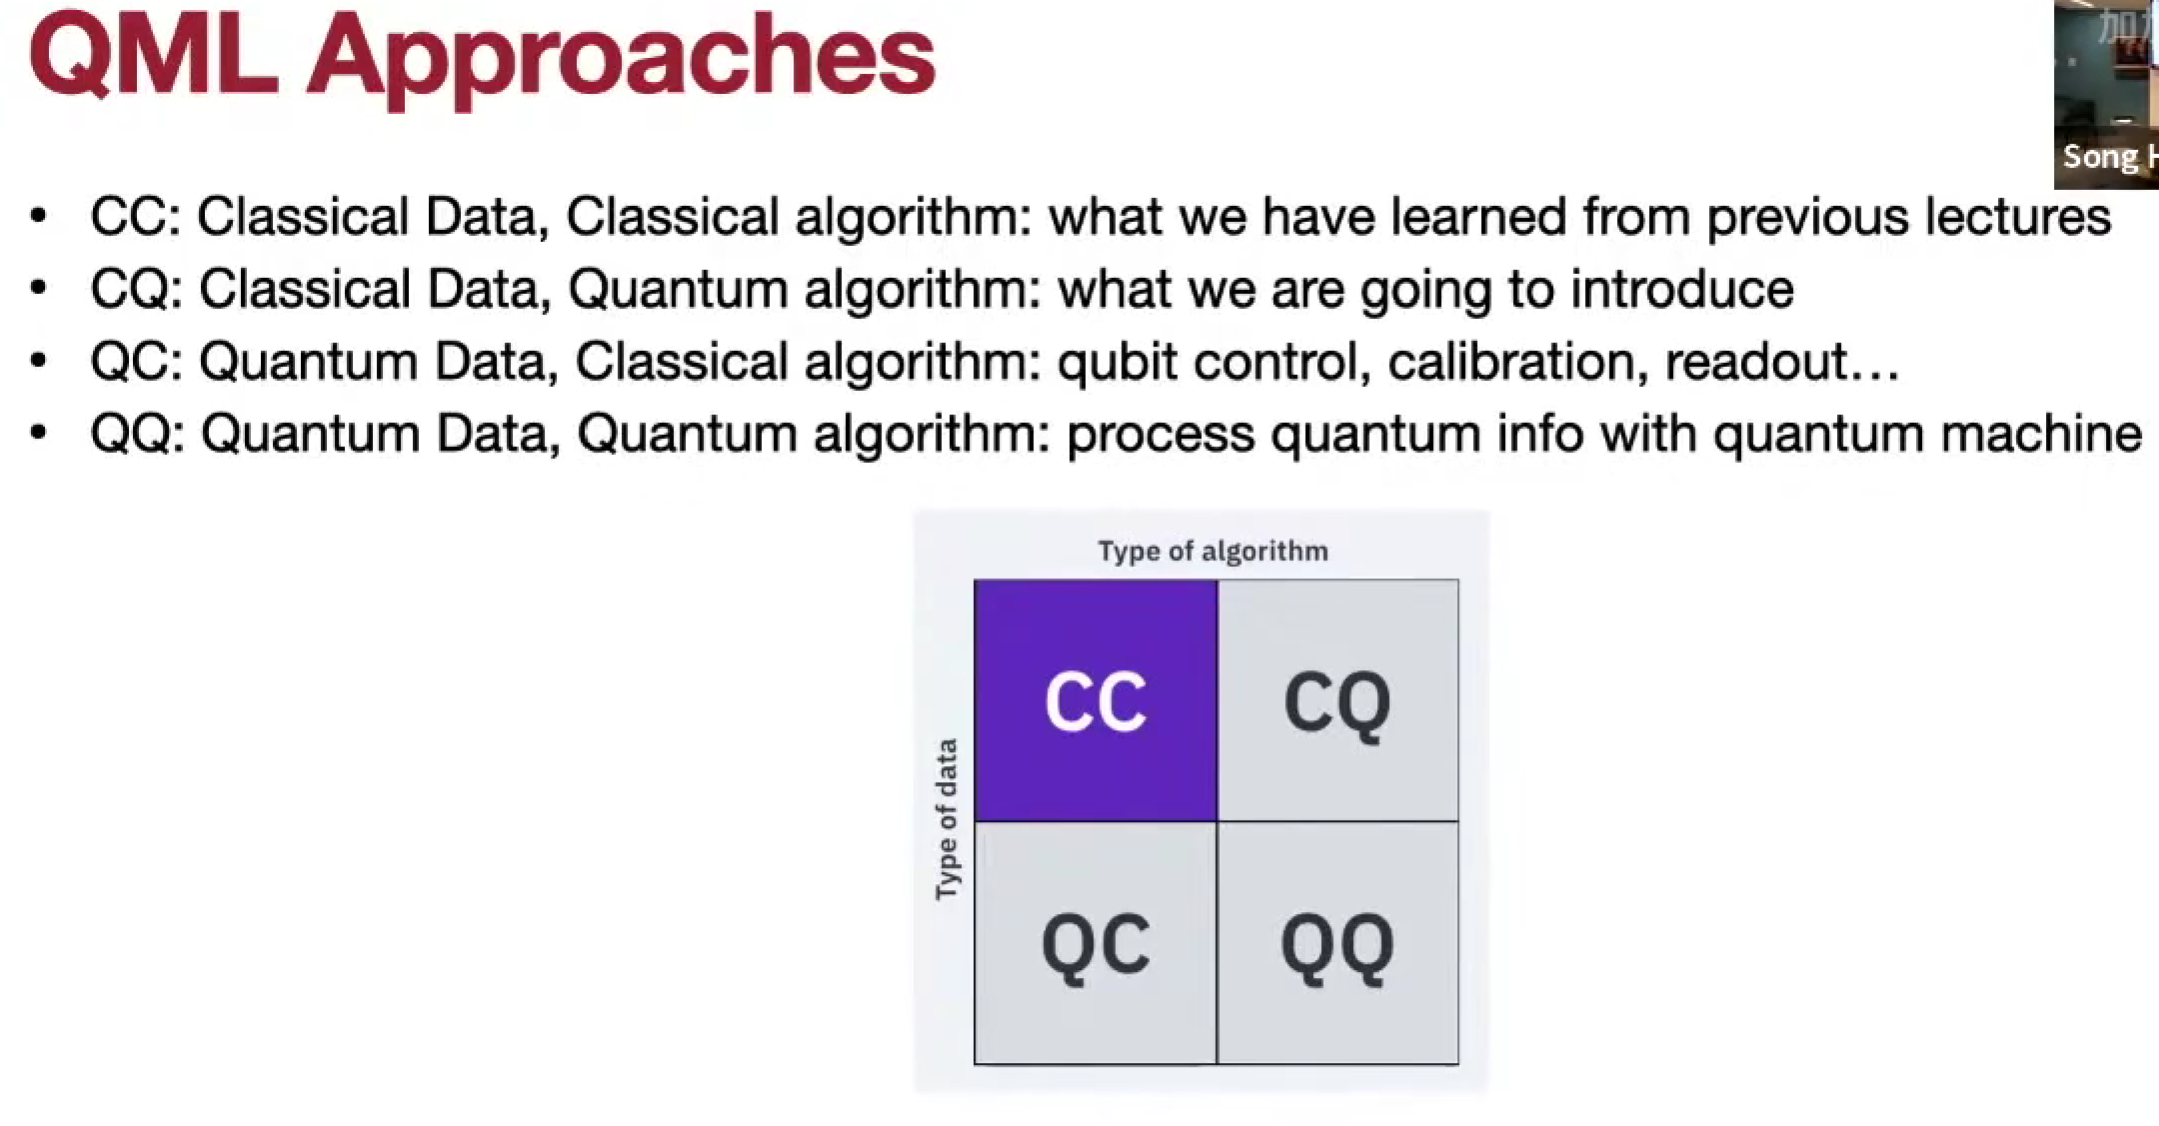 QML Approaches
加
Song
• CC: Classical Data, Classical algorithm: what we have learned from previous lectures
• CQ: Classical Data, Quantum algorithm: what we are going to introduce
• QC: Quantum Data, Classical algorithm: qubit control, calibration, readout…
• QQ: Quantum Data, Quantum algorithm: process quantum info with quantum machine
Type of algorithm
Type of data
CC CQ
QC QQ